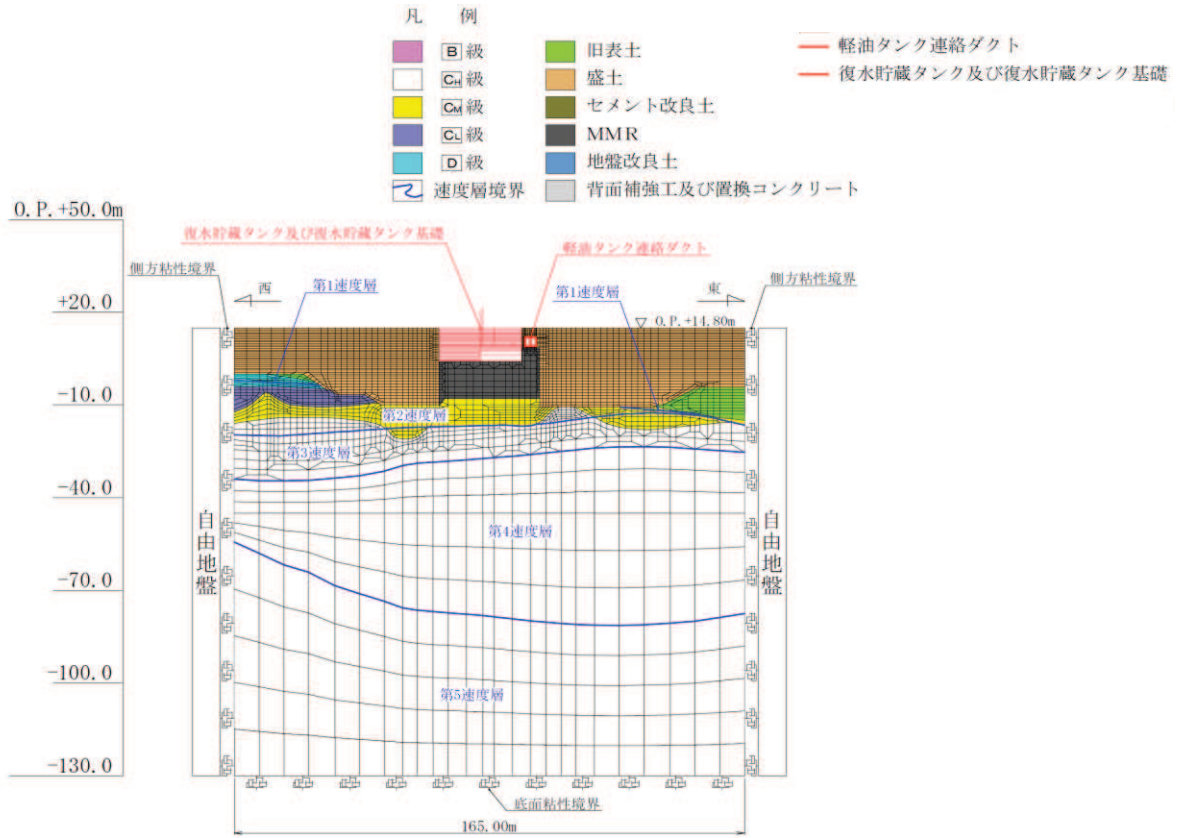 凡 例
B 級
CH 級
CM 級
CL 級
D 級
速度層境界
旧表土
盛土
セメント改良土
MMR
地盤改良土
背面補強工及び置換コンクリート
軽油タンク連絡ダクト
復水貯蔵タンク及び復水貯蔵タンク基礎
O.P.+50.0m
+20.0
-10.0
-40.0
-70.0
-100.0
-130.0
復水貯蔵タンク及び復水貯蔵タンク基礎
軽油タンク連絡ダクト
側方粘性境界
側方粘性境界
西
東
第1速度層
第1速度層
O.P.+14.80m
第2速度層
第3速度層
第4速度層
第5速度層
自由地盤
自由地盤
底面粘性境界
165.00m